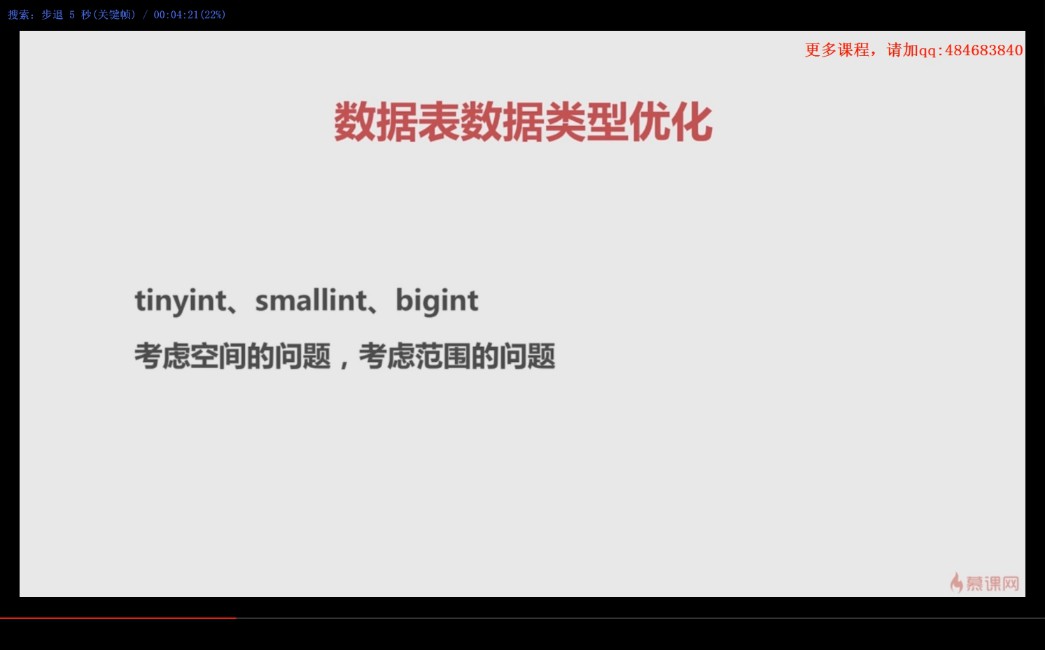 搜索: 步退 5 秒(关键帧) / 00:04:21(22%)
更多课程，请加qq:484683840
数据表数据类型优化
tinyint、smallint、bigint
考虑空间的问题，考虑范围的问题
慕课网